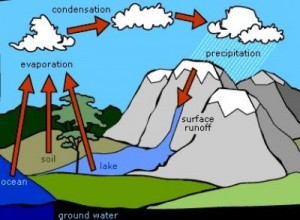 condensation
evaporation
precipitation
surface
runoff
soil
lake
ocean
ground water